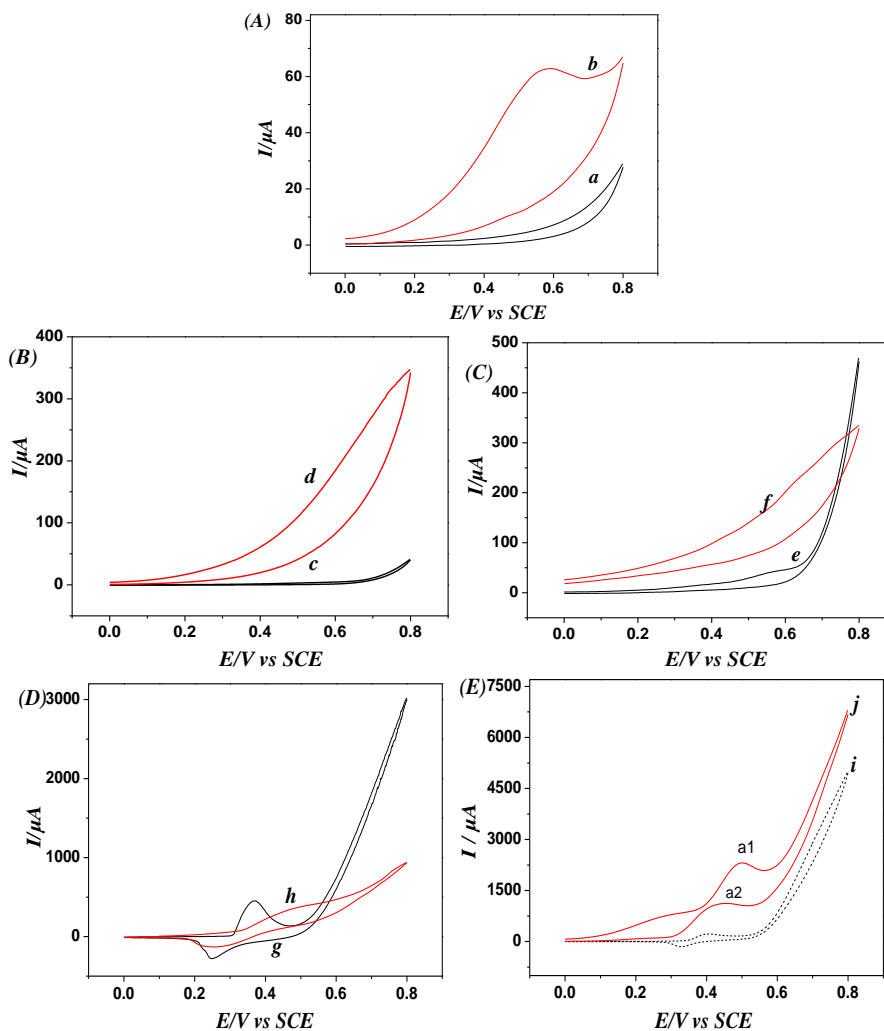 (A)
80
60
40
20
0
I/μA
b
a
0.0 0.2 0.4 0.6 0.8
E/V vs SCE
(B)
400
300
200
100
0
I/μA
d
c
0.0 0.2 0.4 0.6 0.8
E/V vs SCE
(C)
500
400
300
200
100
0
I/μA
f
e
0.0 0.2 0.4 0.6 0.8
E/V vs SCE
(D)
3000
2000
1000
0
I/μA
h
g
0.0 0.2 0.4 0.6 0.8
E/V vs SCE
(E)
7500
6000
4500
3000
1500
0
I / μA
j
i
a1
a2
0.0 0.2 0.4 0.6 0.8
E/V vs SCE